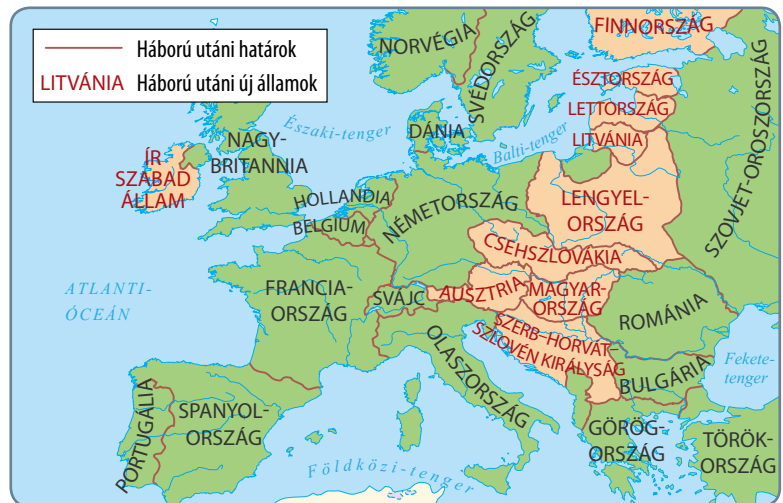 Háború utáni határok
LITVÁNIA Háború utáni új államok
NORVÉGIA
SVÉDORSZÁG
FINNORSZÁG
ÉSZTORSZÁG
LETTORSZÁG
LITVÁNIA
Északi-tenger
DÁNIA
Balti-tenger
NAGY-
BRITANNIA
ÍR
SZABAD
ÁLLAM
HOLLANDIA
BELGIUM
NÉMETORSZÁG
LENGYEL-
ORSZÁG
SZOVJET-OROSZORSZÁG
CSEHSZLOVÁKIA
ATLANTI-
ÓCEÁN
FRANCIA-
ORSZÁG
SVÁJC
AUSZTRIA
MAGYAR-
ORSZÁG
ROMÁNIA
SZERB-HORVÁT-
SZLOVÉN KIRÁLYSÁG
OLASZORSZÁG
Fekete-
tenger
BULGÁRIA
PORTUGÁLIA
SPANYOL-
ORSZÁG
GÖRÖG-
ORSZÁG
TÖRÖK-
ORSZÁG
Földközi-tenger